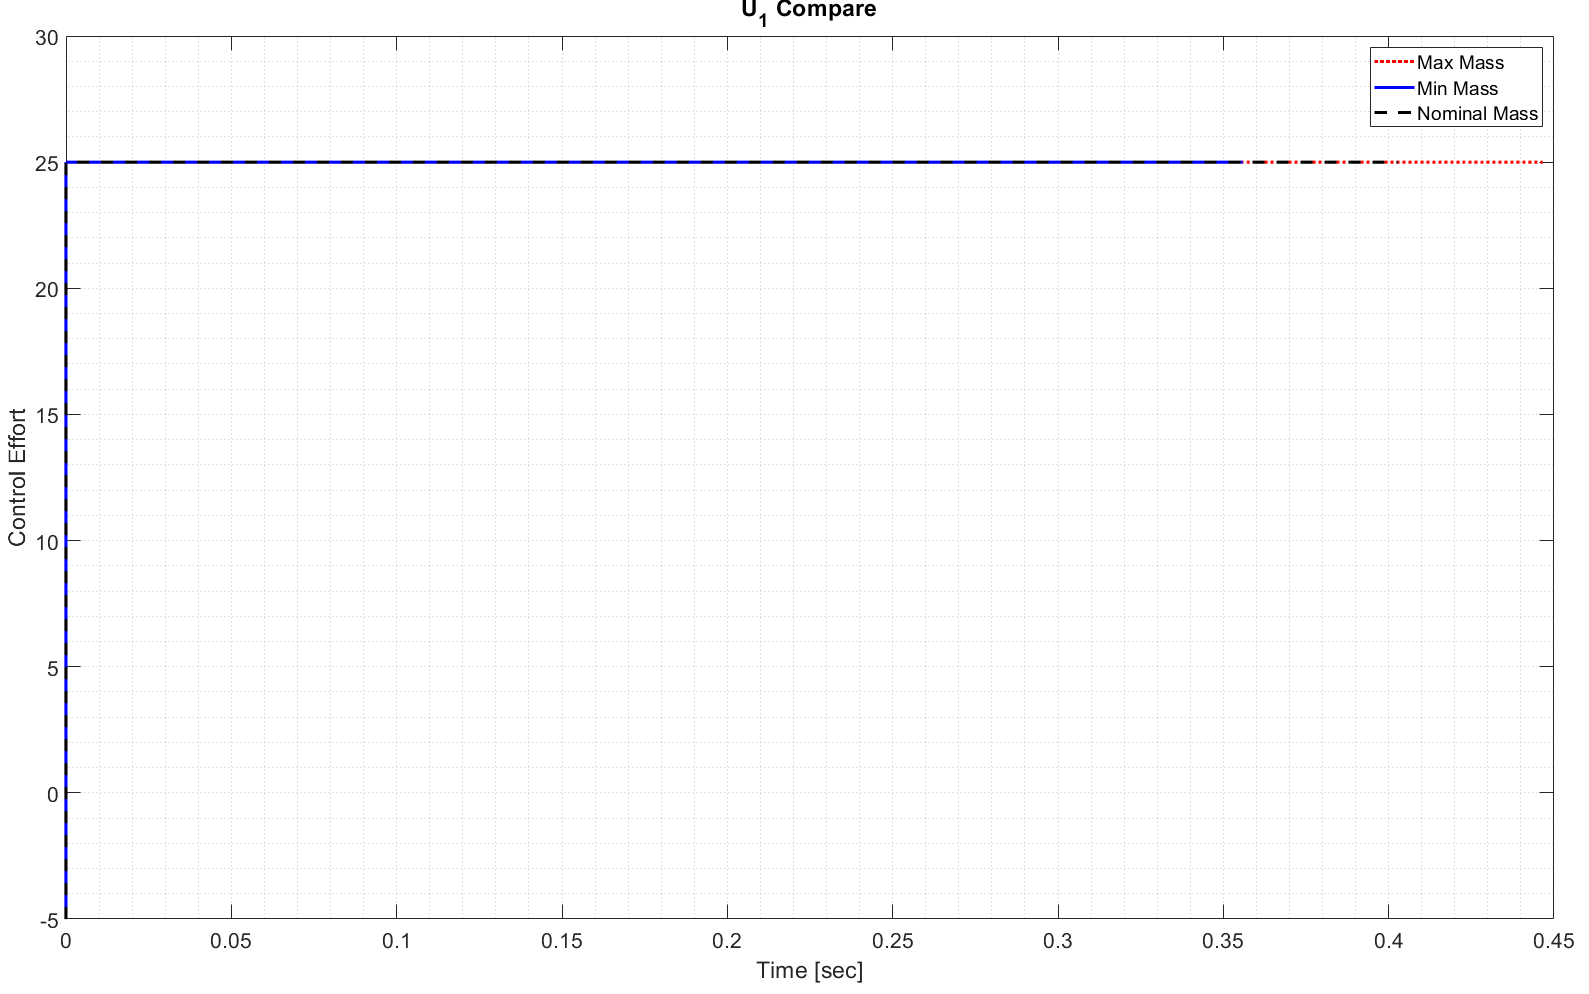 U1 Compare
30
25
20
15
10
5
0
-5
Control Effort
Max Mass
Min Mass
Nominal Mass
0 0.05 0.1 0.15 0.2 0.25 0.3 0.35 0.4 0.45
Time [sec]